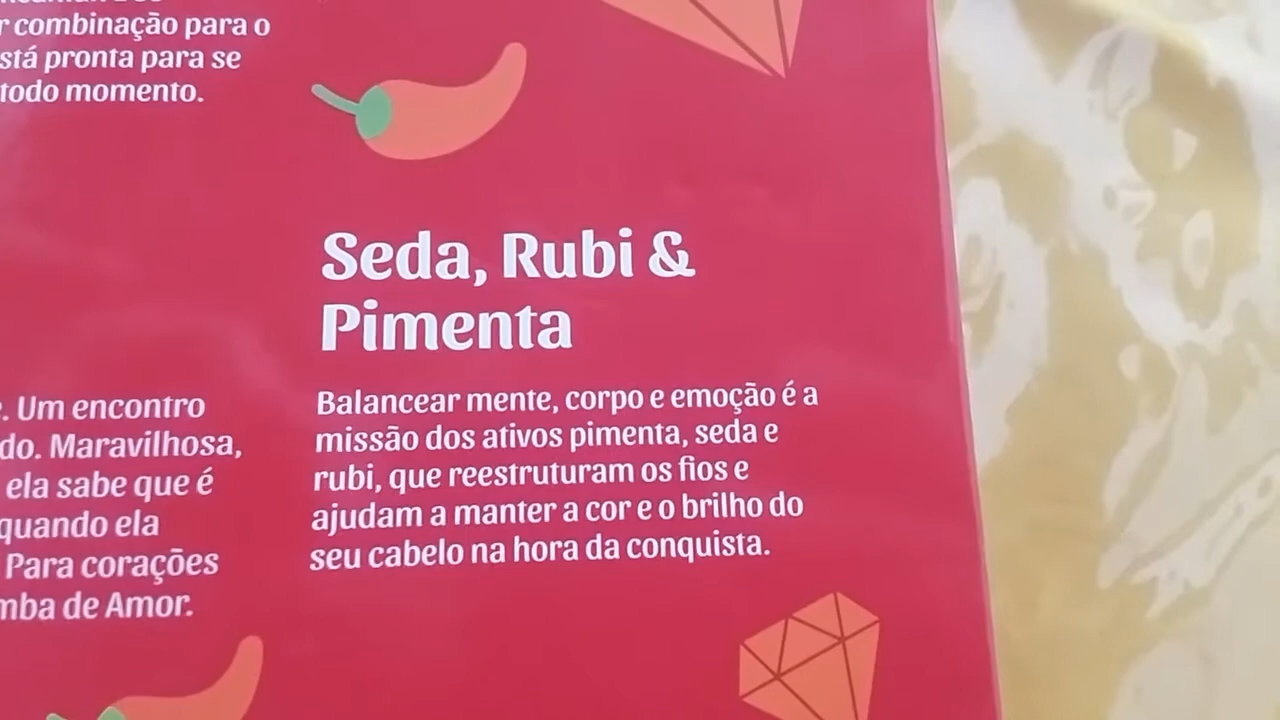 r combinação para o
stá pronta para se
todo momento.
. Um encontro
do. Maravilhosa,
ela sabe que é
quando ela
Para corações
mba de Amor.
Seda, Rubi &
Pimenta
Balancear mente, corpo e emoção é a
missão dos ativos pimenta, seda e
rubi, que reestruturam os fios e
ajudam a manter a cor e o brilho do
seu cabelo na hora da conquista.